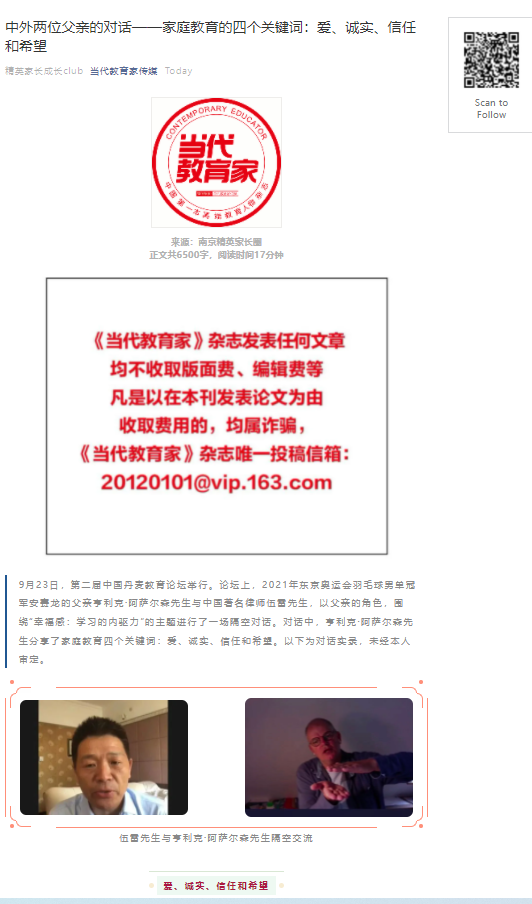 中外两位父亲的对话——家庭教育的四个关键词：爱、诚实、信任
和希望
精英家长成长club 当代教育家传媒 Today
Scan to
Follow
CONTEMPORARY EDUCATOR
当代
教育家
中国第一本美绘教育人物杂志
来源：南京精英家长圈
正文共6500字，阅读时间17分钟
《当代教育家》杂志发表任何文章
均不收取版面费、编辑费等
凡是以在本刊发表论文为由
收取费用的，均属诈骗，
《当代教育家》杂志唯一投稿信箱：
20120101@vip.163.com
9月23日，第二届中国丹麦教育论坛举行。论坛上，2021年东京奥运会羽毛球男单冠
军安赛龙的父亲亨利克·阿萨尔森先生与中国著名律师伍雷先生，以父亲的角色，围
绕“幸福感：学习的内驱力”的主题进行了一场隔空对话。对话中，亨利克·阿萨尔森先
生分享了家庭教育四个关键词：爱、诚实、信任和希望。以下为对话实录，未经本人
审定。
伍雷先生与亨利克·阿萨尔森先生隔空交流
爱、诚实、信任和希望